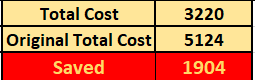 Total Cost 3220
Original Total Cost 5124
Saved 1904